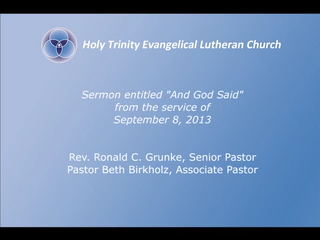 Holy Trinity Evangelical Lutheran Church
Sermon entitled "And God Said"
from the service of
September 8, 2013
Rev. Ronald C. Grunke, Senior Pastor
Pastor Beth Birkholz, Associate Pastor